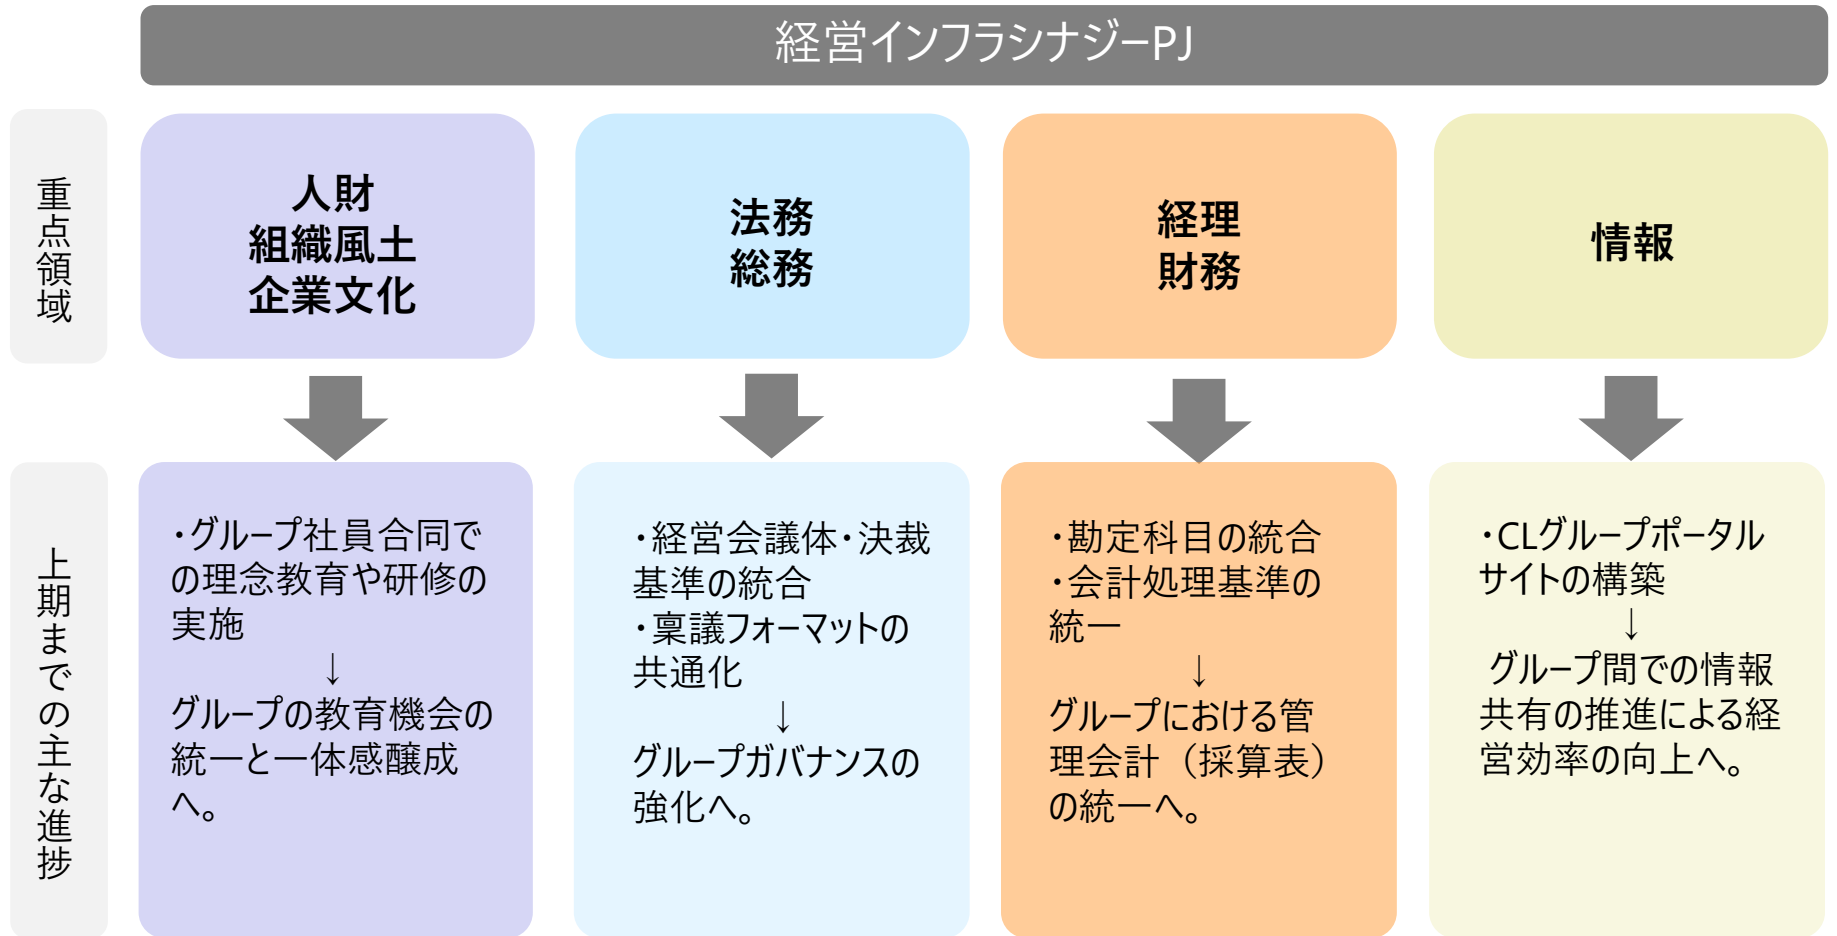 経営インフラシナジーPJ
重点領域
人財
組織風土
企業文化
法務
総務
経理
財務
情報
上期までの主な進捗
・グループ社員合同で
の理念教育や研修の
実施
↓
グループの教育機会の
統一と一体感醸成
へ。
・経営会議体・決裁
基準の統合
・稟議フォーマットの
共通化
↓
グループガバナンスの
強化へ。
・勘定科目の統合
・会計処理基準の
統一
↓
グループにおける管
理会計（採算表）
の統一へ。
・CLグループポータル
サイトの構築
↓
グループ間での情報
共有の推進による経
営効率の向上へ。